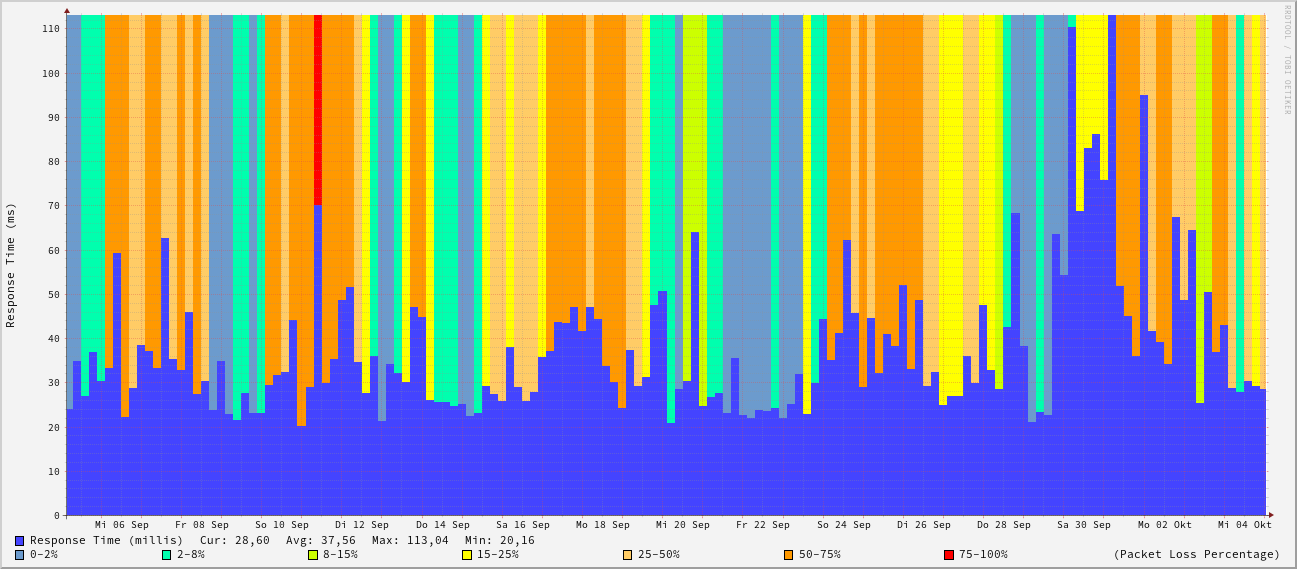 RRDTOOL / TOBI OETIKER
Response Time (ms)
110
100
90
80
70
60
50
40
30
20
10
0
Mi 06 Sep Fr 08 Sep So 10 Sep Di 12 Sep Do 14 Sep Sa 16 Sep Mo 18 Sep Mi 20 Sep Fr 22 Sep So 24 Sep Di 26 Sep Do 28 Sep Sa 30 Sep Mo 02 Okt Mi 04 Okt
Response Time (millis) Cur: 28,60 Avg: 37,56 Max: 113,04 Min: 20,16
0-2% 2-8% 8-15% 15-25% 25-50% 50-75% 75-100% (Packet Loss Percentage)